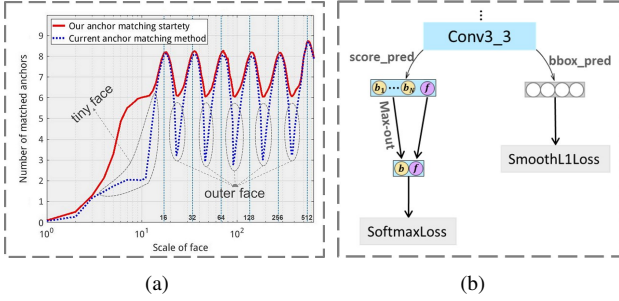 Our anchor matching startety
Current anchor matching method
Number of matched anchors
9
8
7
6
5
4
3
2
1
0
tiny face
outer face
16 32 64 128 256 512
10^0 10^1 10^2
Scale of face
(a)
⋮
Conv3_3
score_pred
bbox_pred
b1 ··· bN f
Max-out
b f
SmoothL1Loss
SoftmaxLoss
(b)